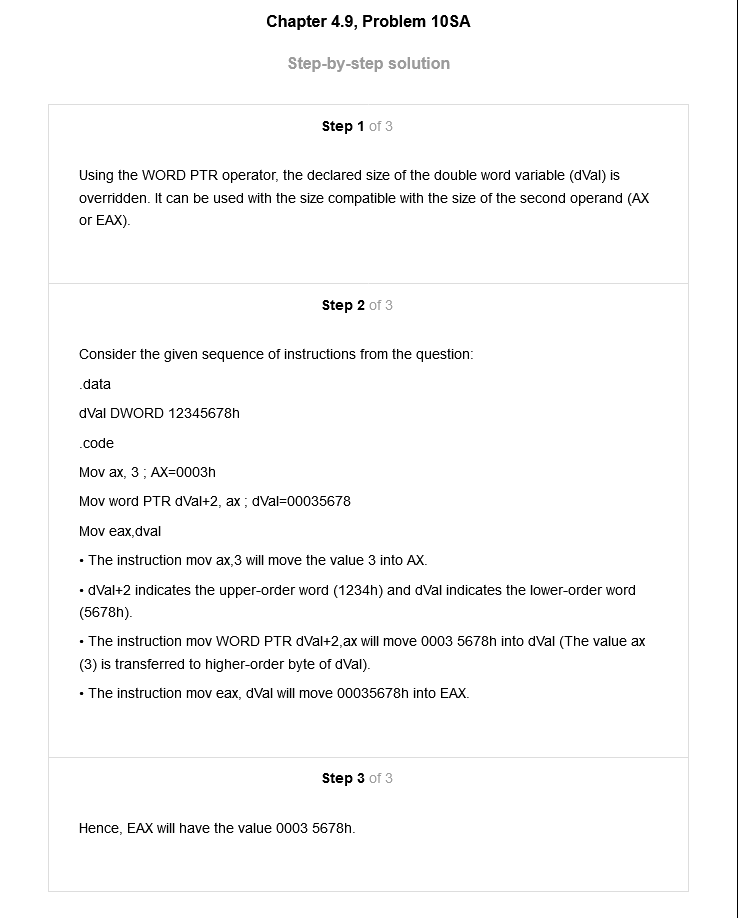 Chapter 4.9, Problem 10SA
Step-by-step solution
Step 1 of 3
Using the WORD PTR operator, the declared size of the double word variable (dVal) is
overridden. It can be used with the size compatible with the size of the second operand (AX
or EAX).
Step 2 of 3
Consider the given sequence of instructions from the question:
.data
dVal DWORD 12345678h
.code
Mov ax, 3 ; AX=0003h
Mov word PTR dVal+2, ax ; dVal=00035678
Mov eax,dval
• The instruction mov ax,3 will move the value 3 into AX.
• dVal+2 indicates the upper-order word (1234h) and dVal indicates the lower-order word
(5678h).
• The instruction mov WORD PTR dVal+2,ax will move 0003 5678h into dVal (The value ax
(3) is transferred to higher-order byte of dVal).
• The instruction mov eax, dVal will move 00035678h into EAX.
Step 3 of 3
Hence, EAX will have the value 0003 5678h.